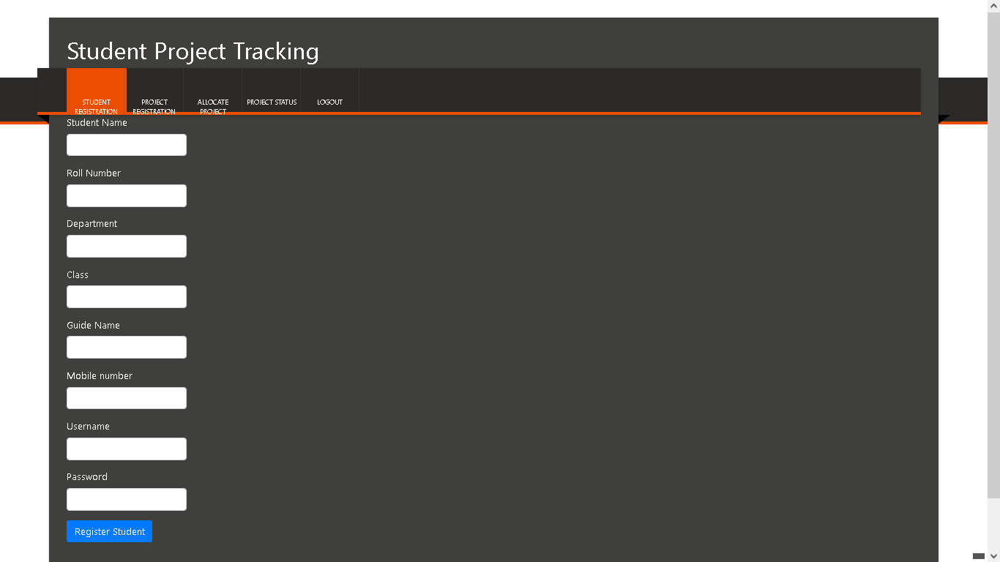 Student Project Tracking
STUDENT REGISTRATION
PROJECT REGISTRATION
ALLOCATE PROJECT
PROJECT STATUS
LOGOUT
Student Name
Roll Number
Department
Class
Guide Name
Mobile number
Username
Password
Register Student